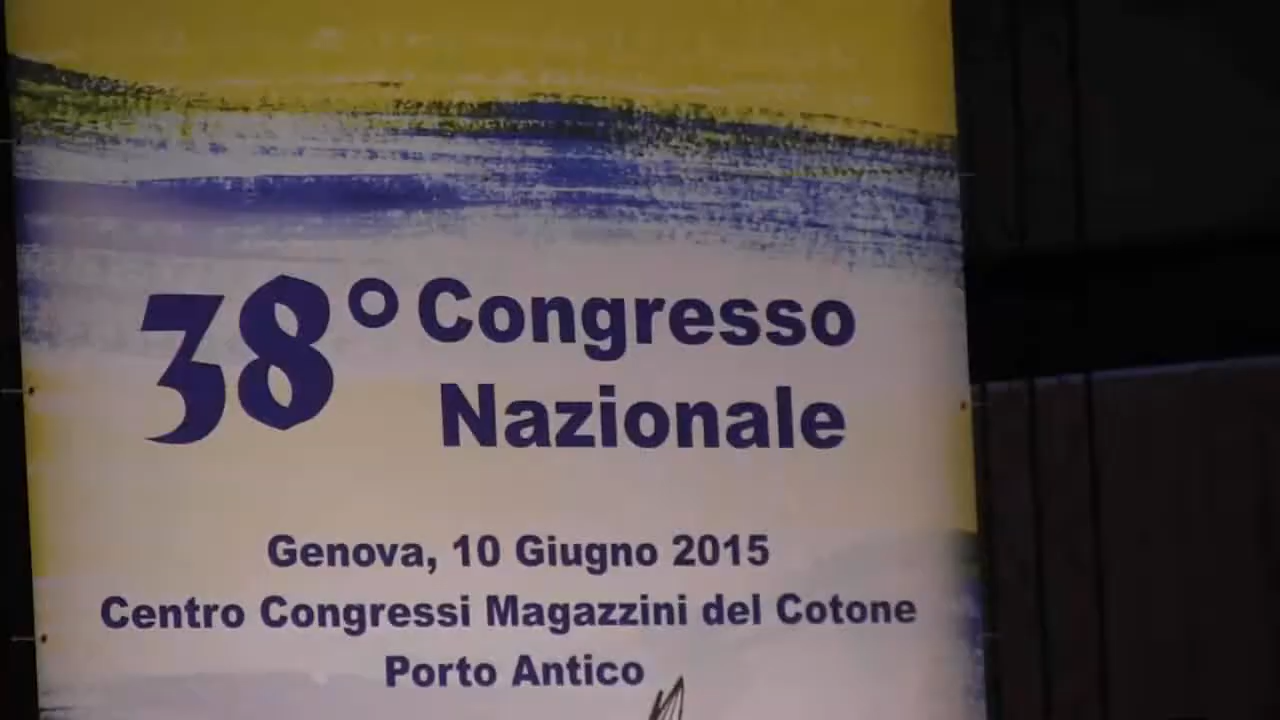 38° Congresso
Nazionale
Genova, 10 Giugno 2015
Centro Congressi Magazzini del Cotone
Porto Antico